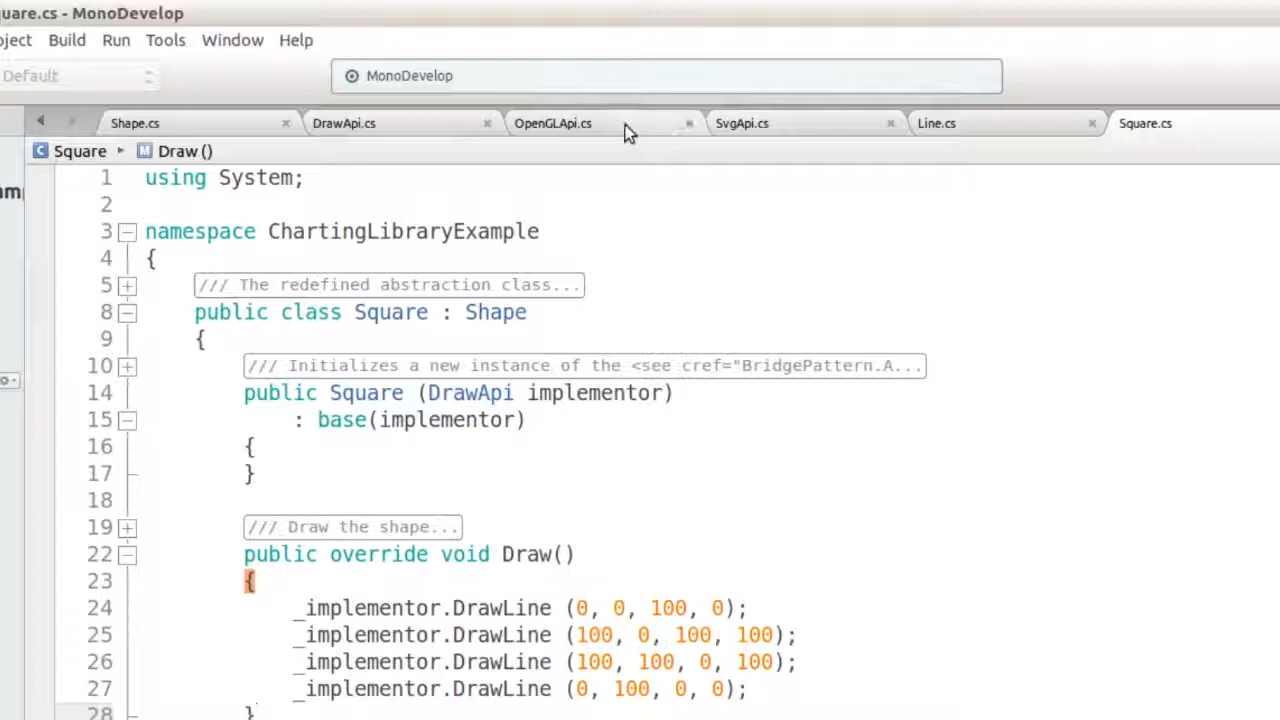 quare.cs - MonoDevelop
oject Build Run Tools Window Help
Default
MonoDevelop
Shape.cs DrawApi.cs OpenGLApi.cs SvgApi.cs Line.cs Square.cs
Square Draw ()
1 using System;
2
3 namespace ChartingLibraryExample
4 {
5 /// The redefined abstraction class...
8 public class Square : Shape
9 {
10 /// Initializes a new instance of the <see cref="BridgePattern.A...
14 public Square (DrawApi implementor)
15 : base(implementor)
16 {
17 }
18
19 /// Draw the shape...
22 public override void Draw()
23 {
24 _implementor.DrawLine (0, 0, 100, 0);
25 _implementor.DrawLine (100, 0, 100, 100);
26 _implementor.DrawLine (100, 100, 0, 100);
27 _implementor.DrawLine (0, 100, 0, 0);
28 }